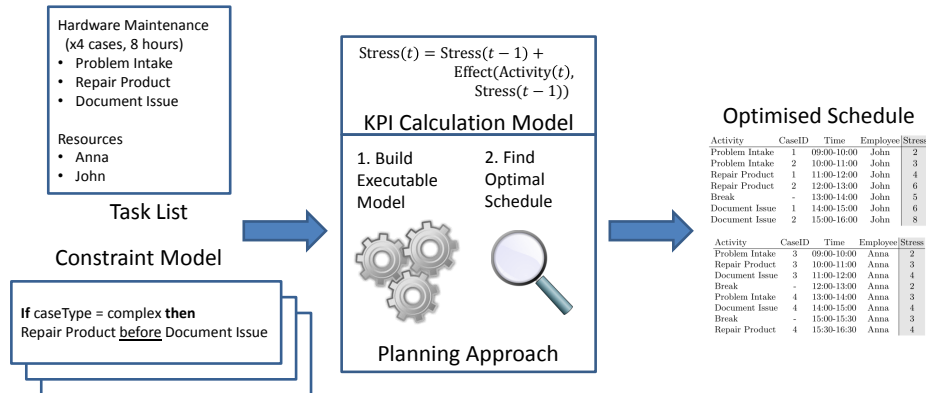 Hardware Maintenance
(x4 cases, 8 hours)
• Problem Intake
• Repair Product
• Document Issue
Resources
• Anna
• John
Task List
Constraint Model
If caseType = complex then
Repair Product before Document Issue
Stress(t) = Stress(t − 1) +
Effect(Activity(t),
Stress(t − 1))
KPI Calculation Model
1. Build
Executable
Model
2. Find
Optimal
Schedule
Planning Approach
Optimised Schedule
Activity CaseID Time Employee Stress
Problem Intake 1 09:00-10:00 John 2
Problem Intake 2 10:00-11:00 John 3
Repair Product 1 11:00-12:00 John 4
Repair Product 2 12:00-13:00 John 6
Break - 13:00-14:00 John 5
Document Issue 1 14:00-15:00 John 6
Document Issue 2 15:00-16:00 John 8
Activity CaseID Time Employee Stress
Problem Intake 3 09:00-10:00 Anna 2
Repair Product 3 10:00-11:00 Anna 3
Document Issue 3 11:00-12:00 Anna 4
Break - 12:00-13:00 Anna 2
Problem Intake 4 13:00-14:00 Anna 3
Document Issue 4 14:00-15:00 Anna 4
Break - 15:00-15:30 Anna 3
Repair Product 4 15:30-16:30 Anna 4